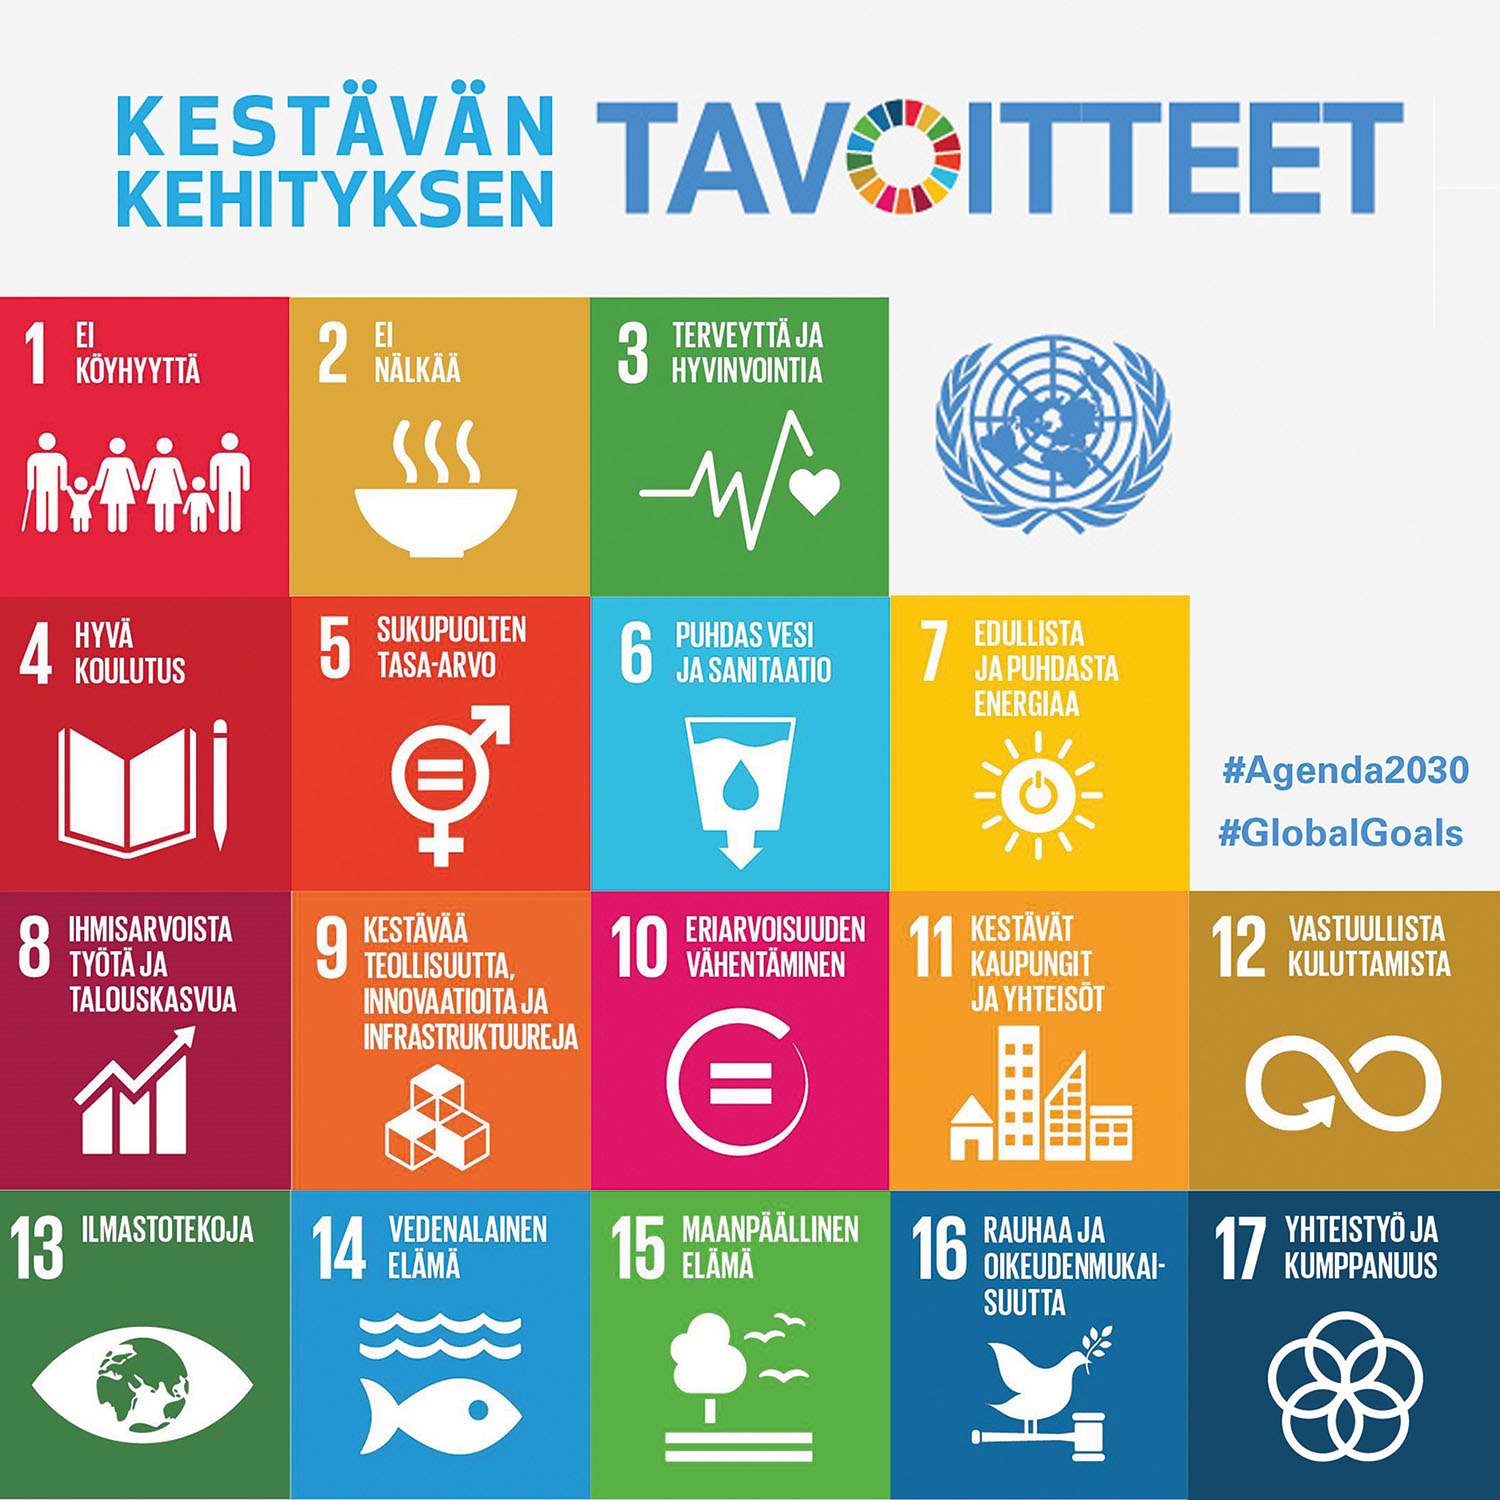 KESTÄVÄN
KEHITYKSEN
TAVOITTEET
1 EI
KÖYHYYTTÄ
2 EI
NÄLKÄÄ
3 TERVEYTTÄ JA
HYVINVOINTIA
4 HYVÄ
KOULUTUS
5 SUKUPUOLTEN
TASA-ARVO
6 PUHDAS VESI
JA SANITAATIO
7 EDULLISTA
JA PUHDASTA
ENERGIAA
#Agenda2030
#GlobalGoals
8 IHMISARVOISTA
TYÖTÄ JA
TALOUSKASVUA
9 KESTÄVÄÄ
TEOLLISUUTTA,
INNOVAATIOITA JA
INFRASTRUKTUUREJA
10 ERIARVOISUUDEN
VÄHENTÄMINEN
11 KESTÄVÄT
KAUPUNGIT
JA YHTEISÖT
12 VASTUULLISTA
KULUTTAMISTA
13 ILMASTOTEKOJA
14 VEDENALAINEN
ELÄMÄ
15 MAANPÄÄLLINEN
ELÄMÄ
16 RAUHAA JA
OIKEUDENMUKAI-
SUUTTA
17 YHTEISTYÖ JA
KUMPPANUUS